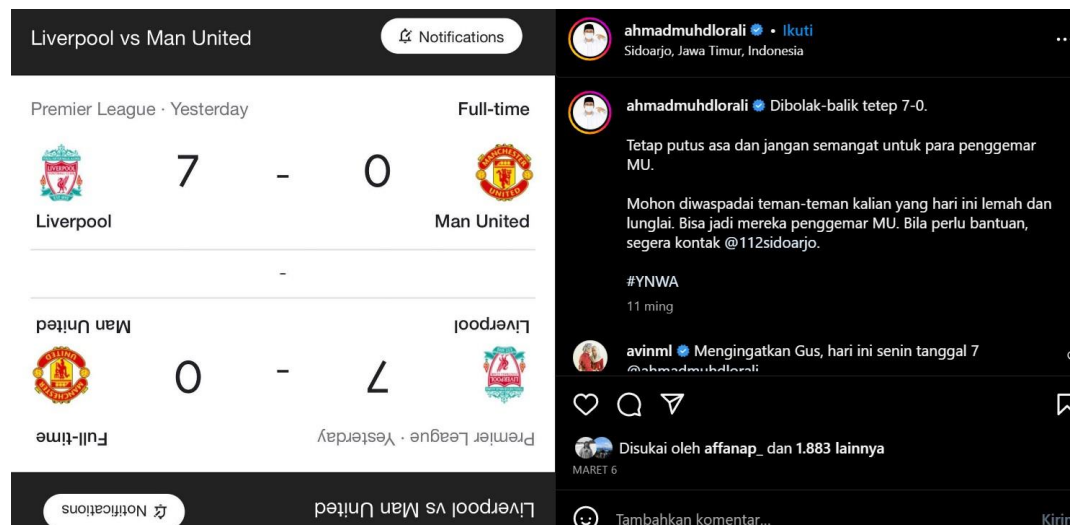 Liverpool vs Man United
Notifications
Premier League · Yesterday
Full-time
7 - 0
Liverpool
Man United
-
Man United
Liverpool
0 - 7
Full-time
Premier League · Yesterday
Notifications
Liverpool vs Man United
ahmadmuhdlorali • Ikuti
Sidoarjo, Jawa Timur, Indonesia
ahmadmuhdlorali Dibolak-balik tetep 7-0.
Tetap putus asa dan jangan semangat untuk para penggemar
MU.
Mohon diwaspadai teman-teman kalian yang hari ini lemah dan
lunglai. Bisa jadi mereka penggemar MU. Bila perlu bantuan,
segera kontak @112sidoarjo.
#YNWA
11 ming
avinml Mengingatkan Gus, hari ini senin tanggal 7
@ahmadmuhdlorali
Disukai oleh affanap_ dan 1.883 lainnya
MARET 6
Tambahkan komentar...
Kirim